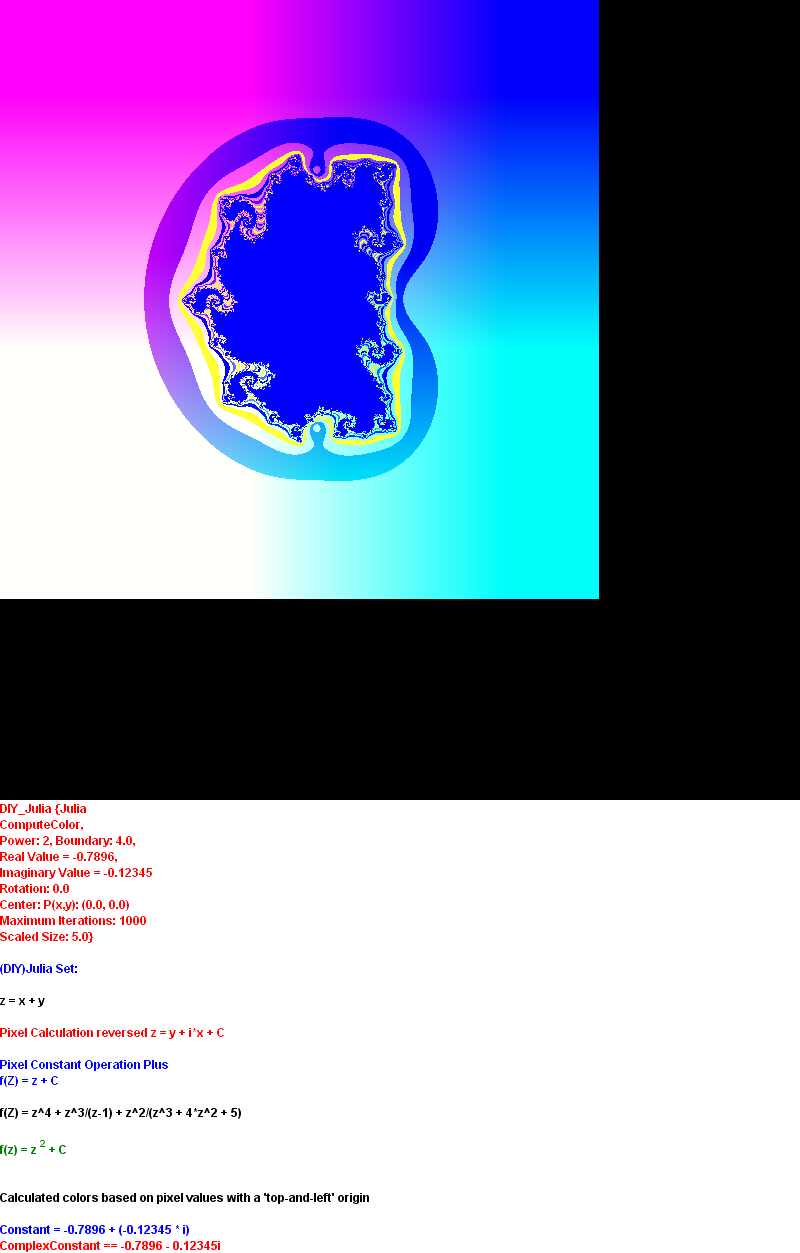 DIY_Julia {Julia
ComputeColor,
Power: 2, Boundary: 4.0,
Real Value = -0.7896,
Imaginary Value = -0.12345
Rotation: 0.0
Center: P(x,y): (0.0, 0.0)
Maximum Iterations: 1000
Scaled Size: 5.0}
(DIY)Julia Set:
z = x + y
Pixel Calculation reversed z = y + i*x + C
Pixel Constant Operation Plus
f(Z) = z + C
f(Z) = z^4 + z^3/(z-1) + z^2/(z^3 + 4*z^2 + 5)
f(z) = z ² + C
Calculated colors based on pixel values with a 'top-and-left' origin
Constant = -0.7896 + (-0.12345 * i)
ComplexConstant == -0.7896 - 0.12345i